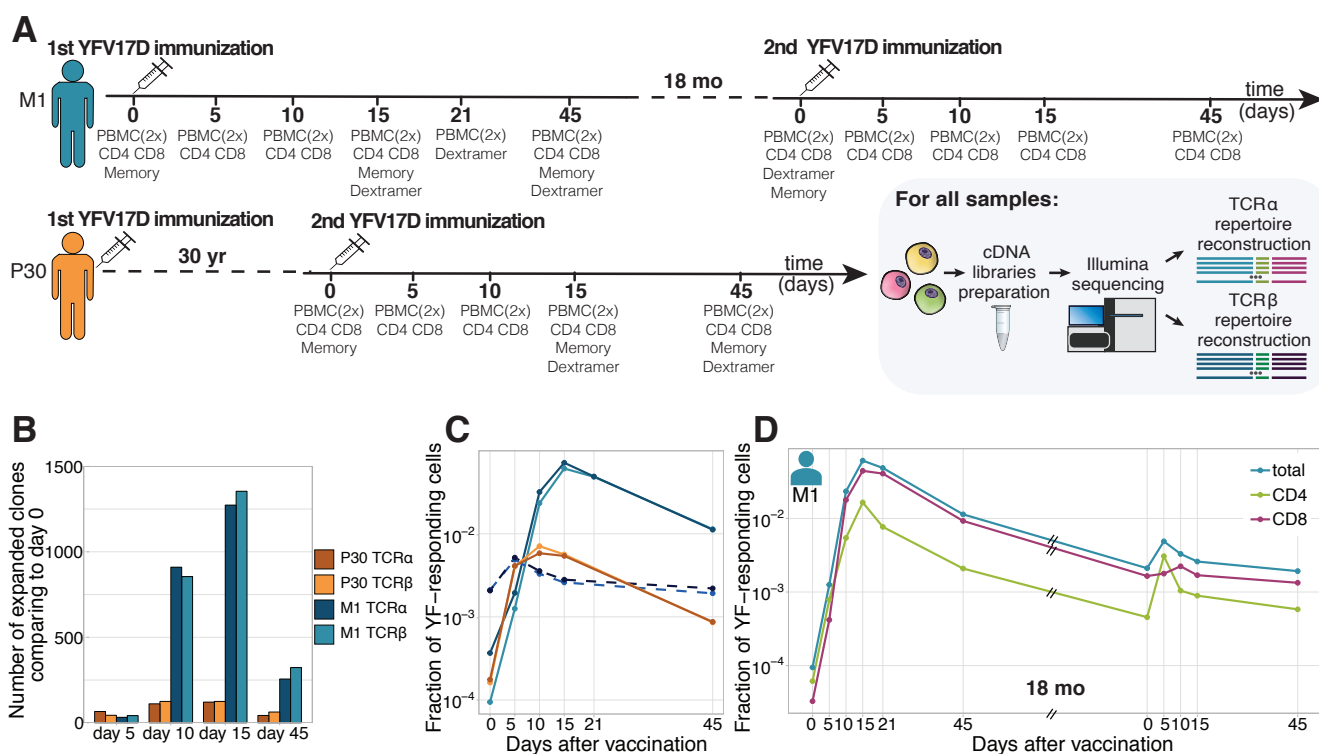 A
1st YFV17D immunization
2nd YFV17D immunization
M1
18 mo
0 5 10 15 21 45 0 5 10 15 45
time
(days)
PBMC(2x) PBMC(2x) PBMC(2x) PBMC(2x) PBMC(2x) PBMC(2x) PBMC(2x) PBMC(2x) PBMC(2x) PBMC(2x) PBMC(2x)
CD4 CD8 CD4 CD8 CD4 CD8 CD4 CD8 Dextramer CD4 CD8 CD4 CD8 CD4 CD8 CD4 CD8 CD4 CD8 CD4 CD8
Memory Memory Memory Dextramer
Dextramer Dextramer Memory
1st YFV17D immunization
2nd YFV17D immunization
P30
30 yr
0 5 10 15 45
time
(days)
PBMC(2x) PBMC(2x) PBMC(2x) PBMC(2x) PBMC(2x)
CD4 CD8 CD4 CD8 CD4 CD8 CD4 CD8 CD4 CD8
Memory Memory Memory
Dextramer Dextramer
For all samples:
cDNA
libraries
preparation
Illumina
sequencing
TCRα
repertoire
reconstruction
TCRβ
repertoire
reconstruction
B
Number of expanded clones
comparing to day 0
1500
1000
500
0
day 5 day 10 day 15 day 45
P30 TCRα
P30 TCRβ
M1 TCRα
M1 TCRβ
C
Fraction of YF−responding cells
10−2
10−3
10−4
0 5 10 15 21 45
Days after vaccination
D
Fraction of YF−responding cells
M1
10−2
10−3
10−4
total
CD4
CD8
18 mo
0 5 10 15 21 45 0 5 10 15 45
Days after vaccination